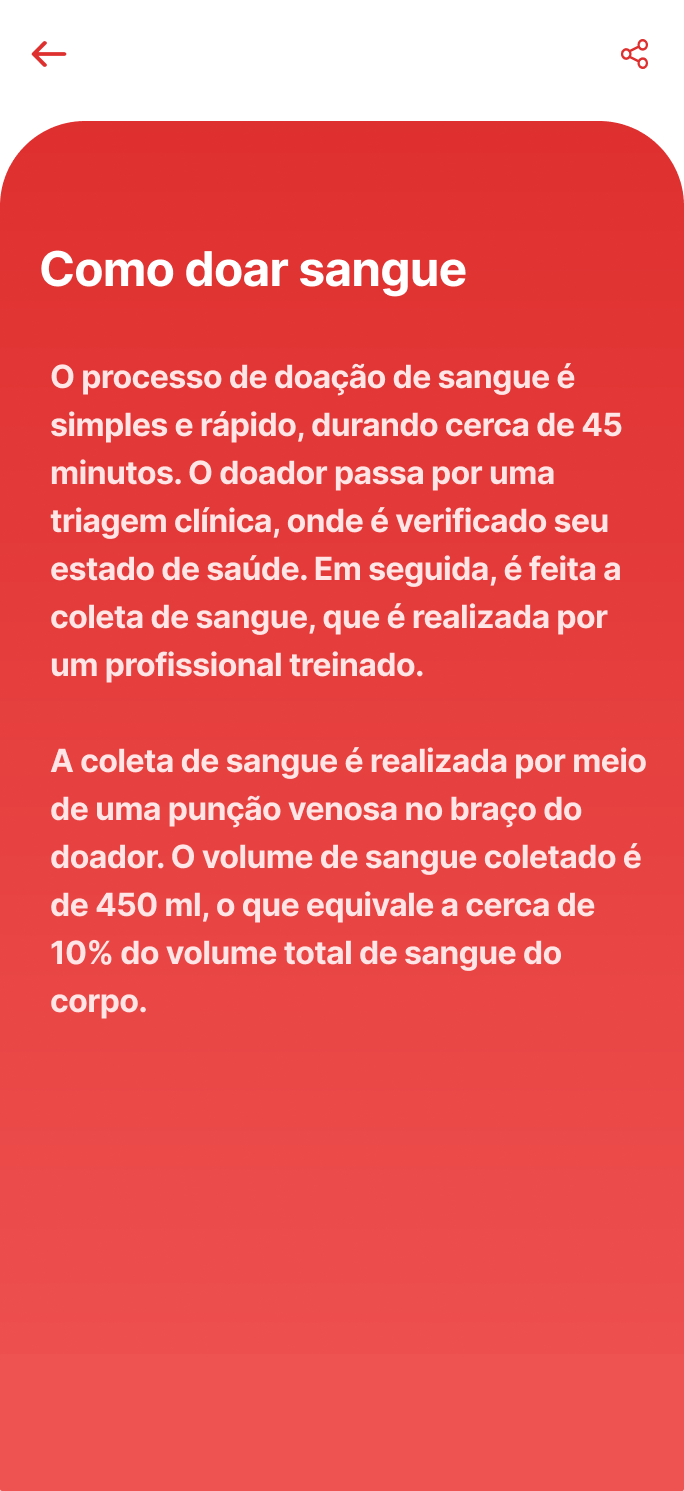 Como doar sangue
O processo de doação de sangue é
simples e rápido, durando cerca de 45
minutos. O doador passa por uma
triagem clínica, onde é verificado seu
estado de saúde. Em seguida, é feita a
coleta de sangue, que é realizada por
um profissional treinado.
A coleta de sangue é realizada por meio
de uma punção venosa no braço do
doador. O volume de sangue coletado é
de 450 ml, o que equivale a cerca de
10% do volume total de sangue do
corpo.